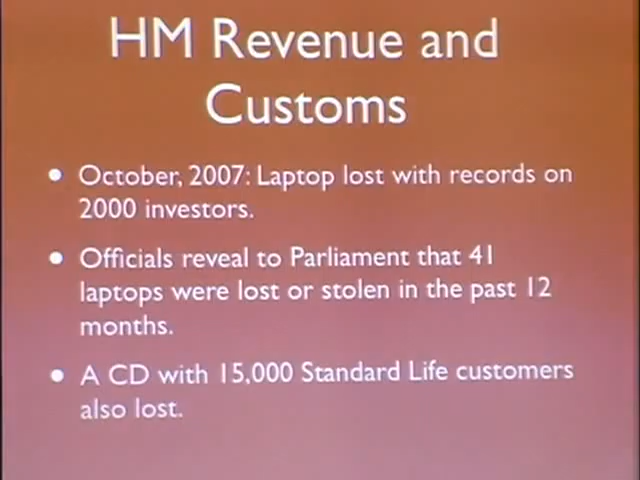 HM Revenue and
Customs
• October, 2007: Laptop lost with records on
2000 investors.
• Officials reveal to Parliament that 41
laptops were lost or stolen in the past 12
months.
• A CD with 15,000 Standard Life customers
also lost.